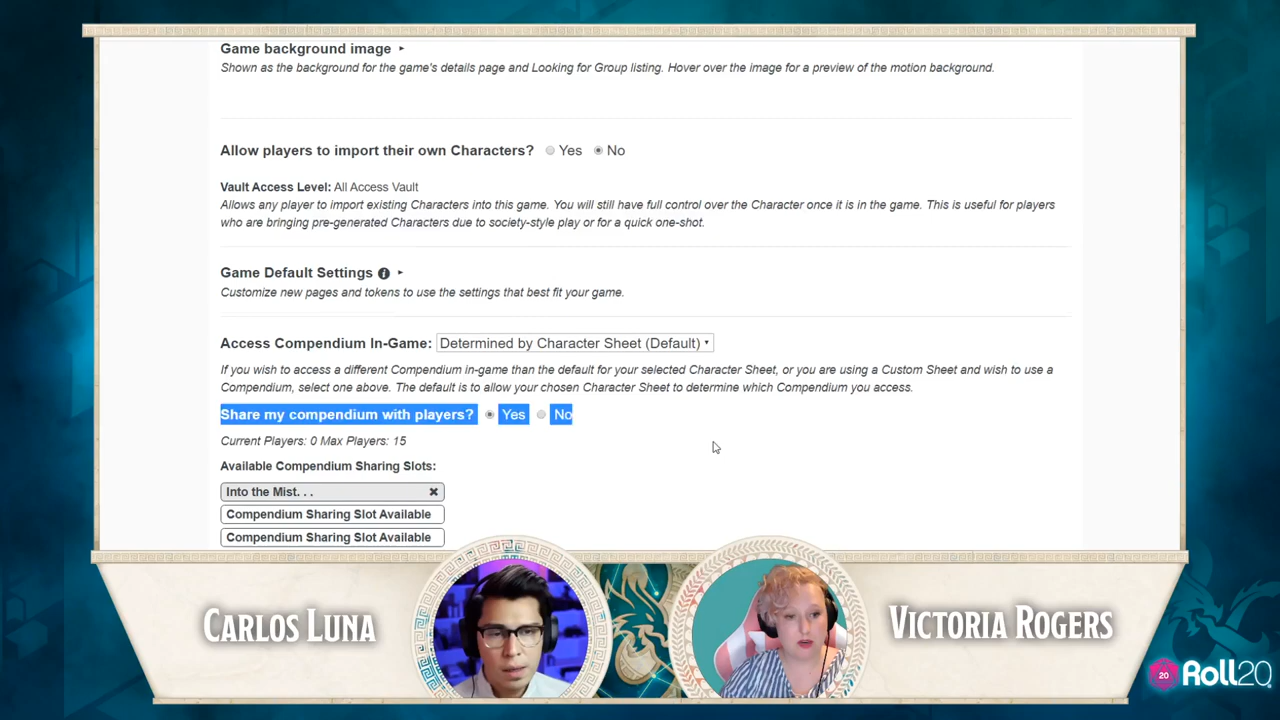 Game background image
Shown as the background for the game's details page and Looking for Group listing. Hover over the image for a preview of the motion background.
Allow players to import their own Characters? Yes No
Vault Access Level: All Access Vault
Allows any player to import existing Characters into this game. You will still have full control over the Character once it is in the game. This is useful for players
who are bringing pre-generated Characters due to society-style play or for a quick one-shot.
Game Default Settings
Customize new pages and tokens to use the settings that best fit your game.
Access Compendium In-Game: Determined by Character Sheet (Default)
If you wish to access a different Compendium in-game than the default for your selected Character Sheet, or you are using a Custom Sheet and wish to use a
Compendium, select one above. The default is to allow your chosen Character Sheet to determine which Compendium you access.
Share my compendium with players? Yes No
Current Players: 0 Max Players: 15
Available Compendium Sharing Slots:
Into the Mist. . .
Compendium Sharing Slot Available
Compendium Sharing Slot Available
CARLOS LUNA
VICTORIA ROGERS
20 Roll20